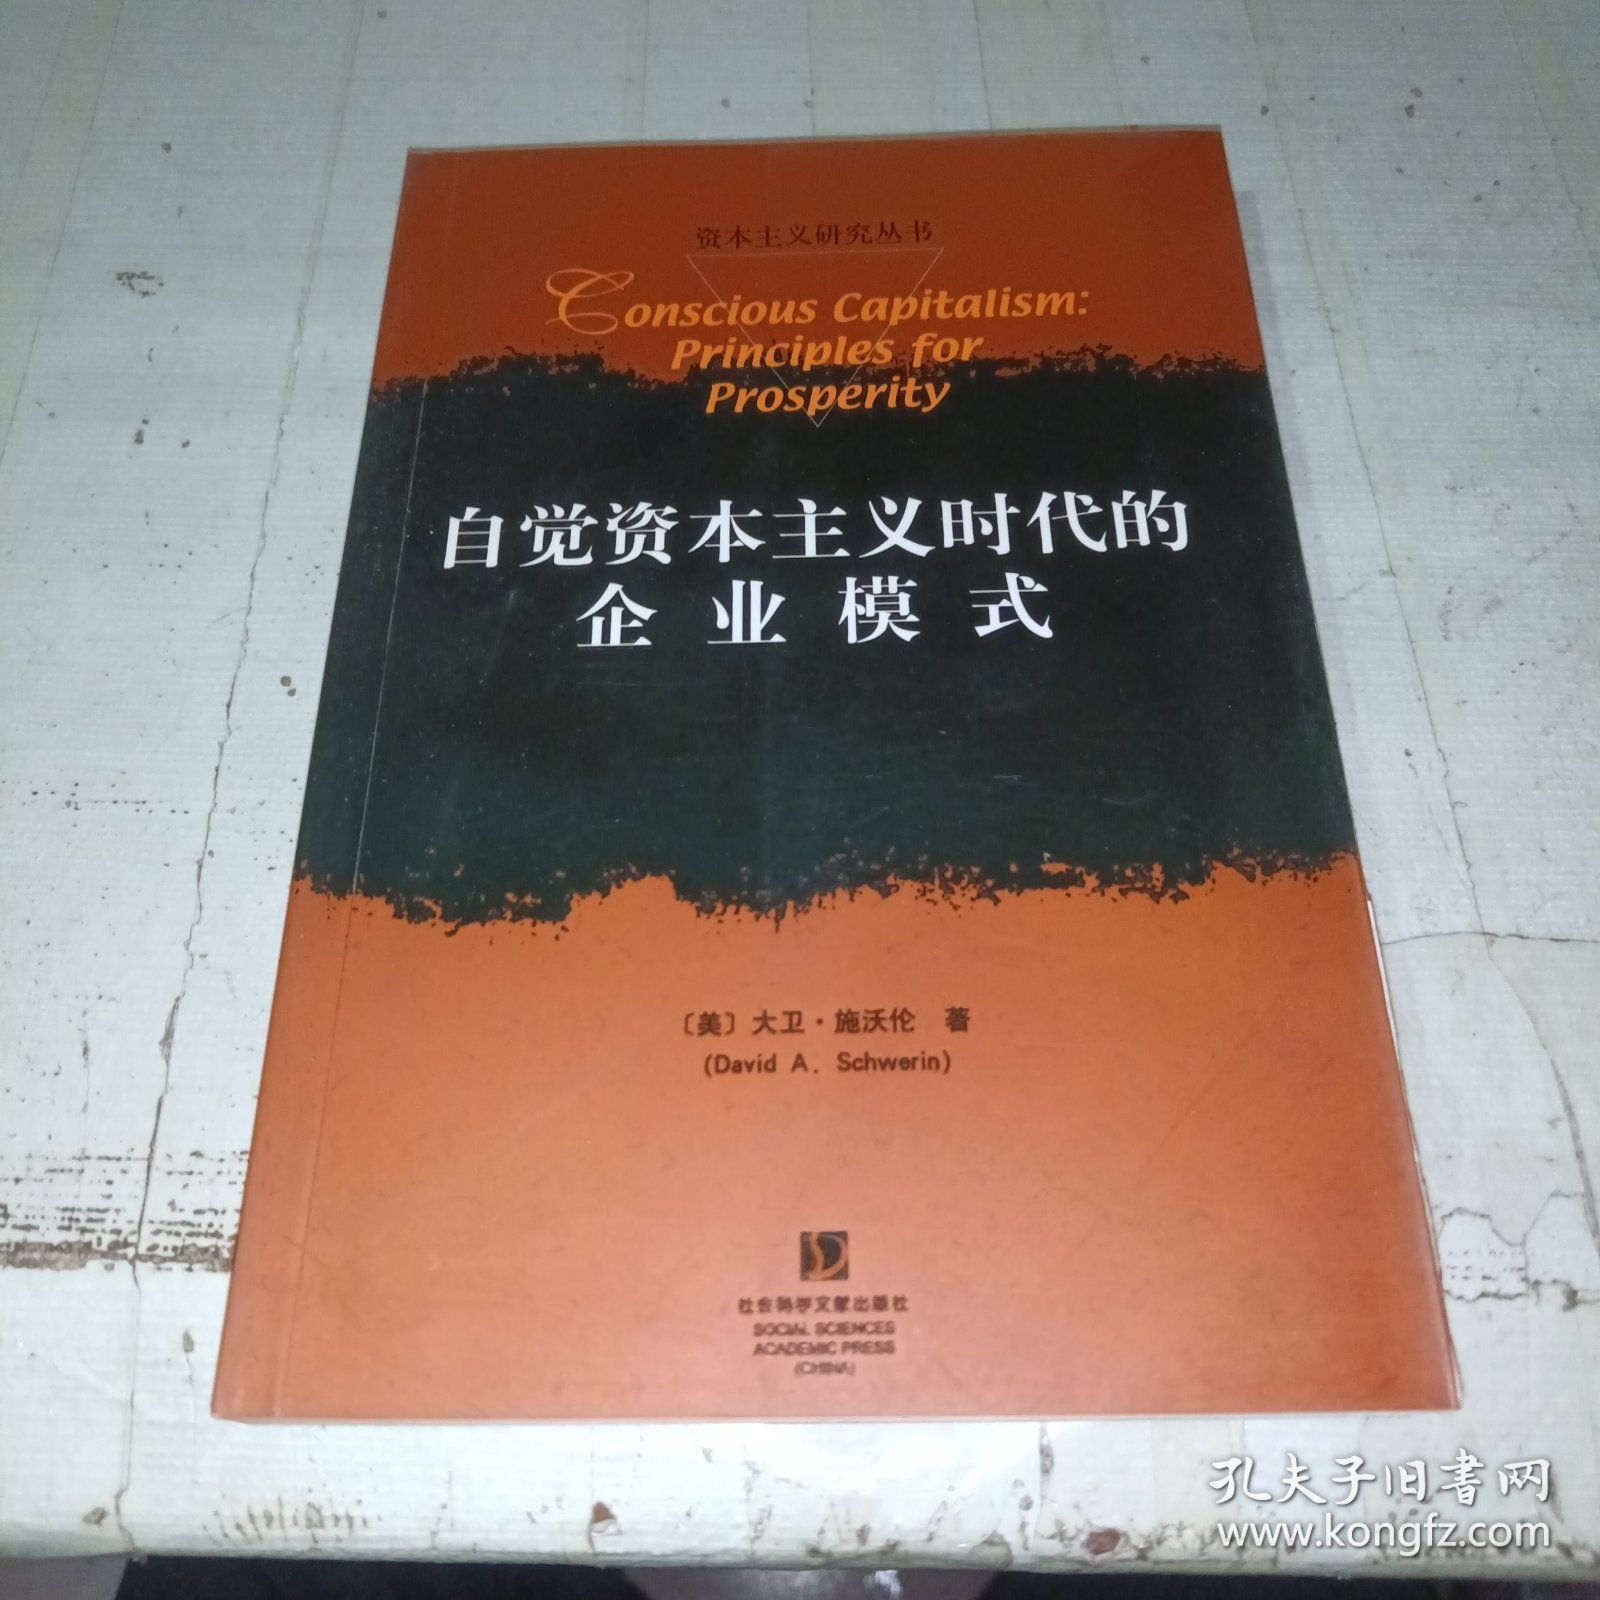 资本主义研究丛书
Conscious Capitalism:
Principles for
Prosperity
自觉资本主义时代的
企业模式
〔美〕大卫·施沃伦 著
(David A. Schwerin)
社会科学文献出版社
SOCIAL SCIENCES
ACADEMIC PRESS
(CHINA)
孔夫子旧书网
www.kongfz.com